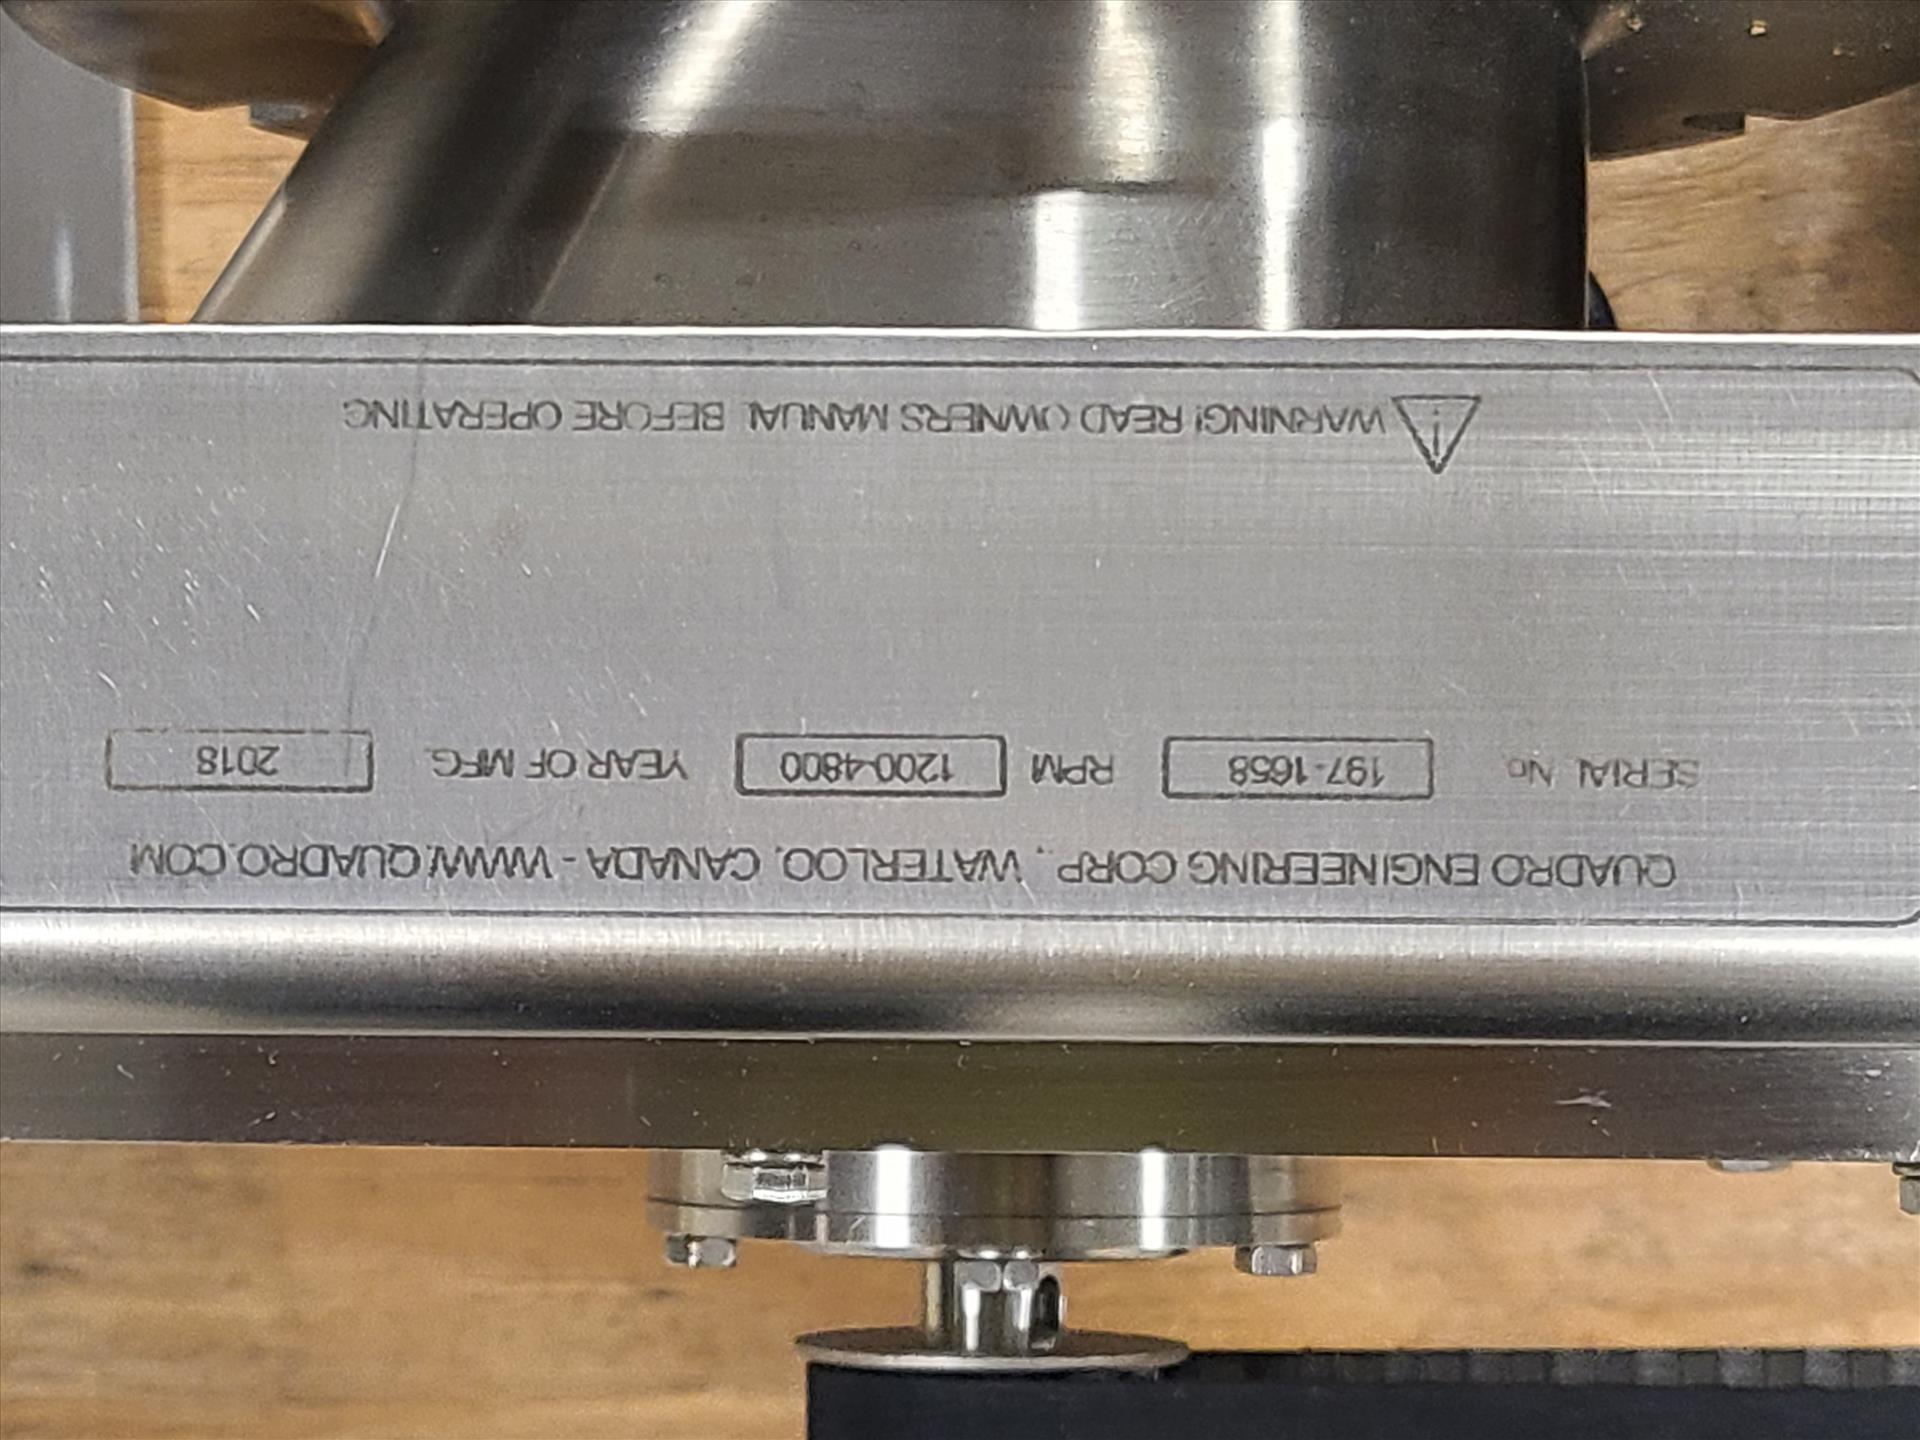 QUADRO ENGINEERING CORP., WATERLOO, CANADA - WWW.QUADRO.COM
SERIAL No 197-1658 RPM 1200-4800 YEAR OF MFG. 2018
WARNING! READ OWNERS MANUAL BEFORE OPERATING